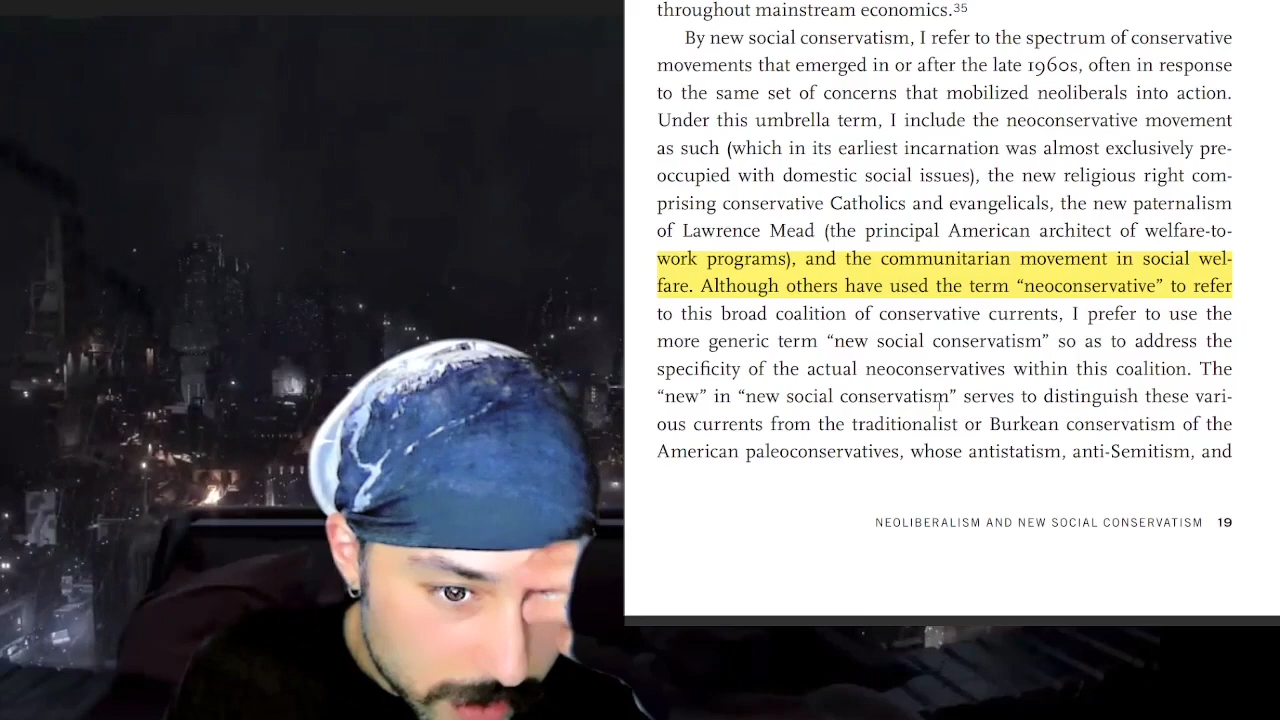 throughout mainstream economics.35
By new social conservatism, I refer to the spectrum of conservative
movements that emerged in or after the late 1960s, often in response
to the same set of concerns that mobilized neoliberals into action.
Under this umbrella term, I include the neoconservative movement
as such (which in its earliest incarnation was almost exclusively pre-
occupied with domestic social issues), the new religious right com-
prising conservative Catholics and evangelicals, the new paternalism
of Lawrence Mead (the principal American architect of welfare-to-
work programs), and the communitarian movement in social wel-
fare. Although others have used the term “neoconservative” to refer
to this broad coalition of conservative currents, I prefer to use the
more generic term “new social conservatism” so as to address the
specificity of the actual neoconservatives within this coalition. The
“new” in “new social conservatism” serves to distinguish these vari-
ous currents from the traditionalist or Burkean conservatism of the
American paleoconservatives, whose antistatism, anti-Semitism, and
NEOLIBERALISM AND NEW SOCIAL CONSERVATISM 19